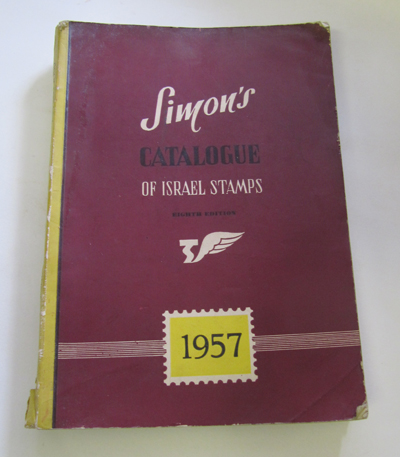 Simon's
CATALOGUE
OF ISRAEL STAMPS
EIGHTH EDITION
1957